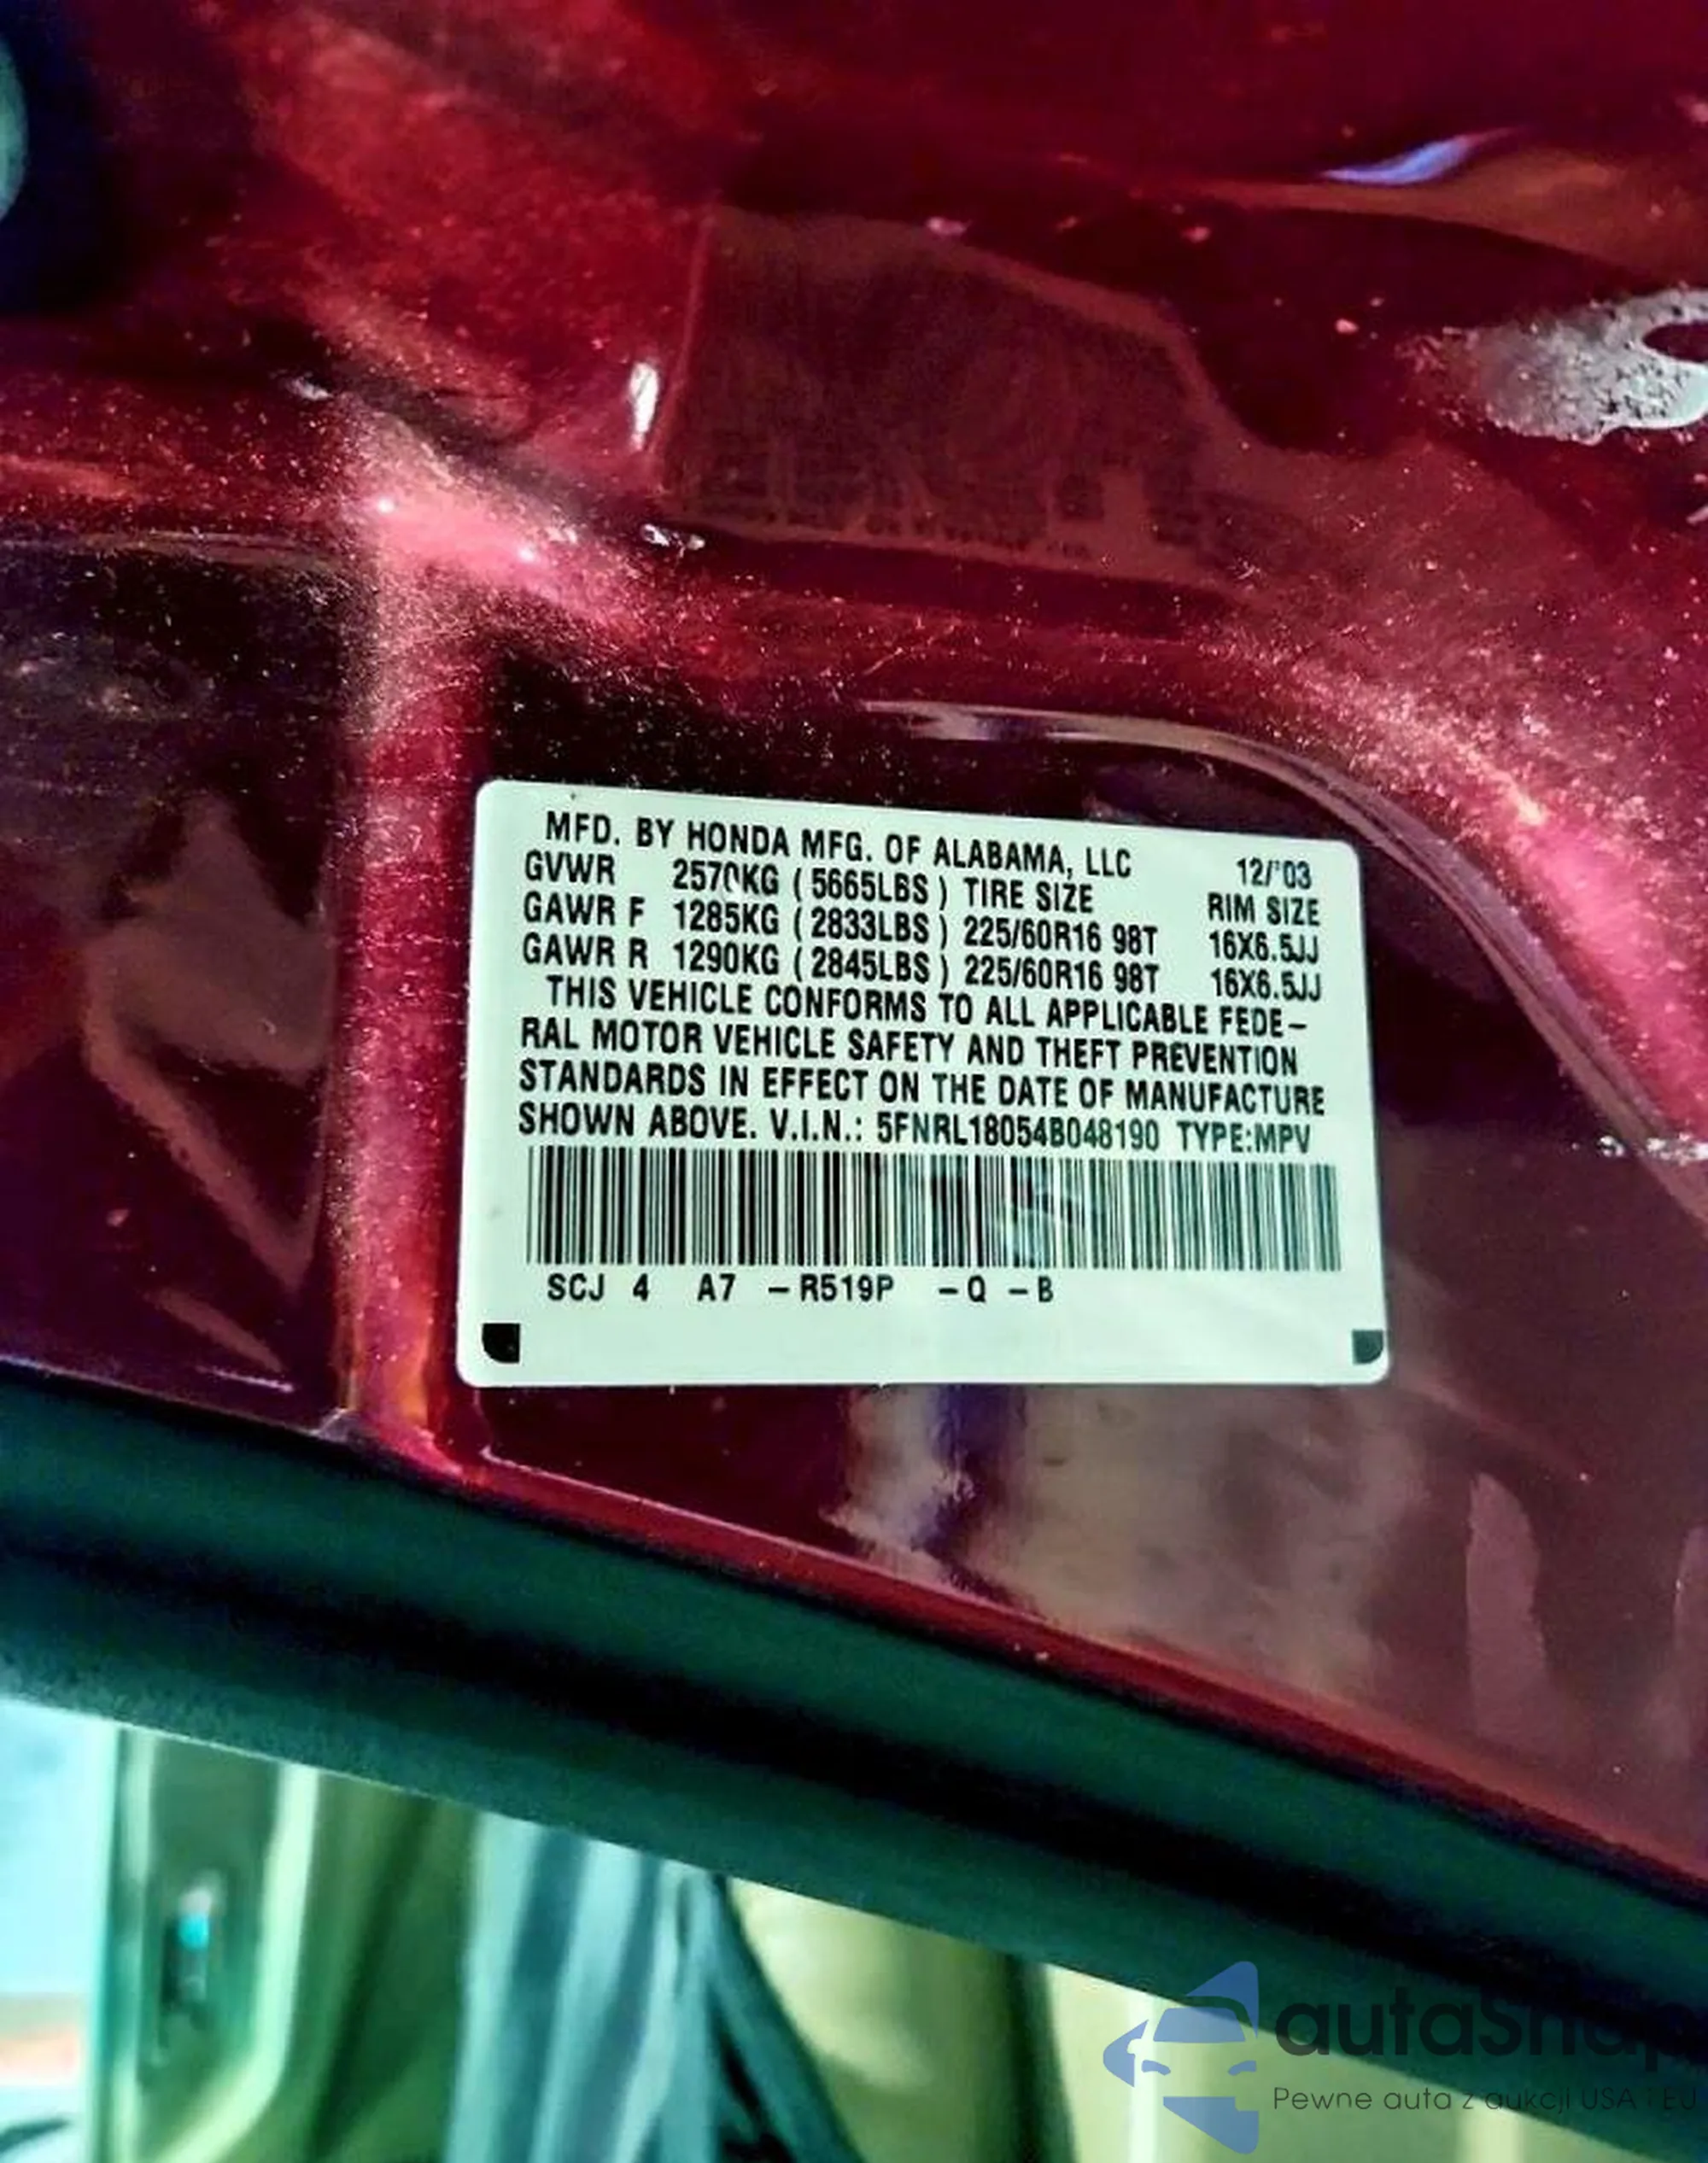 MFD. BY HONDA MFG. OF ALABAMA, LLC 12/'03
GVWR 2570KG (5665LBS) TIRE SIZE RIM SIZE
GAWR F 1285KG (2833LBS) 225/60R16 98T 16X6.5JJ
GAWR R 1290KG (2845LBS) 225/60R16 98T 16X6.5JJ
THIS VEHICLE CONFORMS TO ALL APPLICABLE FEDE-
RAL MOTOR VEHICLE SAFETY AND THEFT PREVENTION
STANDARDS IN EFFECT ON THE DATE OF MANUFACTURE
SHOWN ABOVE. V.I.N.: 5FNRL18054B048190 TYPE:MPV
SCJ 4 A7 -R519P -Q -B
autaSnap
Pewne auta z aukcji USA i EU